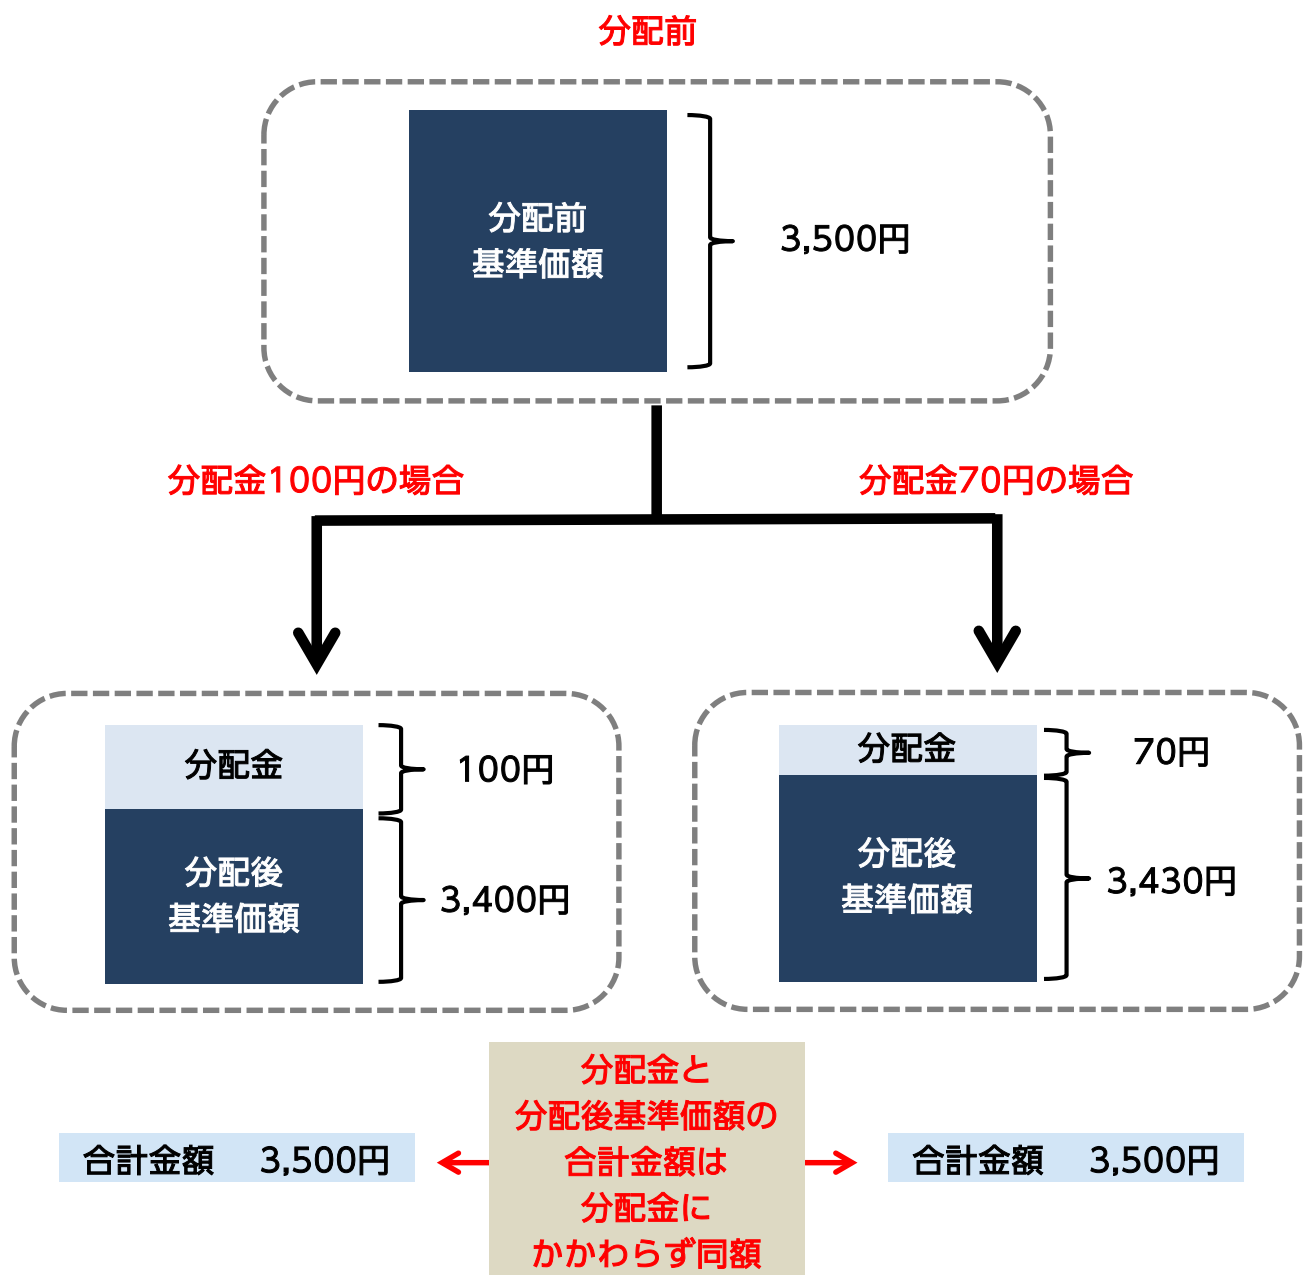 分配前
分配前
基準価額
3,500円
分配金100円の場合
分配金70円の場合
分配金
100円
分配後
基準価額
3,400円
分配金
70円
分配後
基準価額
3,430円
分配金と
分配後基準価額の
合計金額は
分配金に
かかわらず同額
合計金額 3,500円
合計金額 3,500円